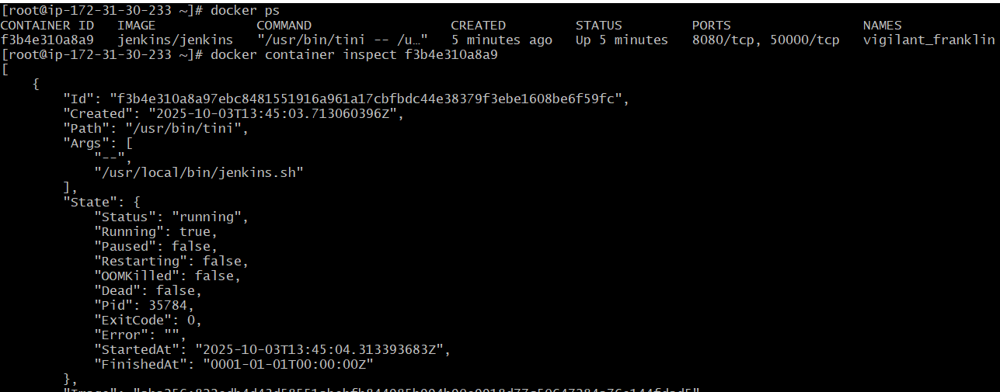 [root@ip-172-31-30-233 ~]# docker ps
CONTAINER ID   IMAGE             COMMAND                  CREATED         STATUS         PORTS                 NAMES
f3b4e310a8a9   jenkins/jenkins   "/usr/bin/tini -- /u…"   5 minutes ago   Up 5 minutes   8080/tcp, 50000/tcp   vigilant_franklin
[root@ip-172-31-30-233 ~]# docker container inspect f3b4e310a8a9
[
    {
        "Id": "f3b4e310a8a97ebc8481551916a961a17cbfbdc44e38379f3ebe1608be6f59fc",
        "Created": "2025-10-03T13:45:03.713060396Z",
        "Path": "/usr/bin/tini",
        "Args": [
            "--",
            "/usr/local/bin/jenkins.sh"
        ],
        "State": {
            "Status": "running",
            "Running": true,
            "Paused": false,
            "Restarting": false,
            "OOMKilled": false,
            "Dead": false,
            "Pid": 35784,
            "ExitCode": 0,
            "Error": "",
            "StartedAt": "2025-10-03T13:45:04.313393683Z",
            "FinishedAt": "0001-01-01T00:00:00Z"
        },